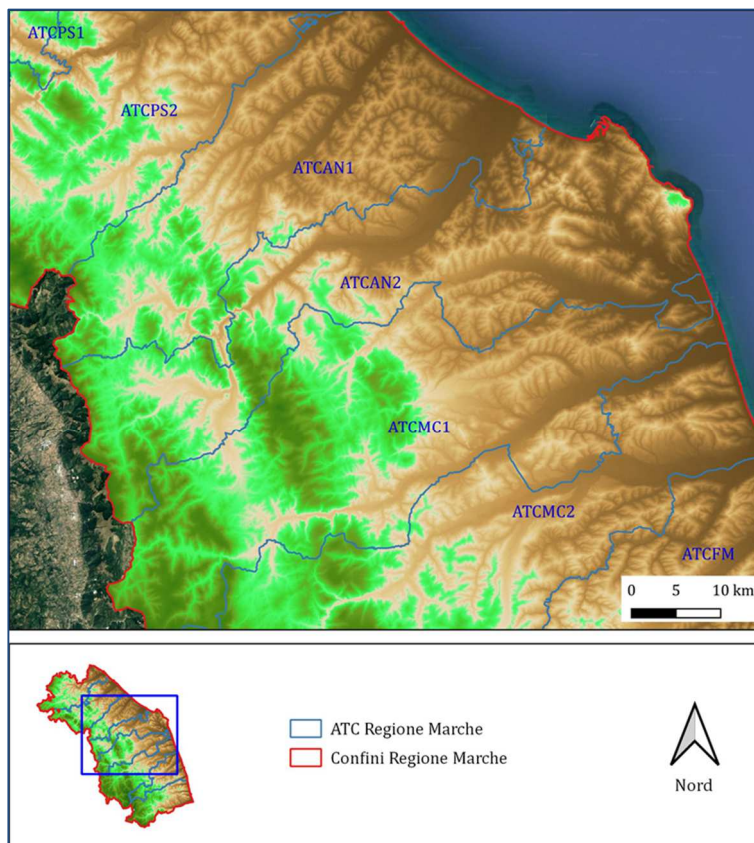 ATCPS1
ATCPS2
ATCAN1
ATCAN2
ATCMC1
ATCMC2
ATCFM
0 5 10 km
ATC Regione Marche
Confini Regione Marche
Nord